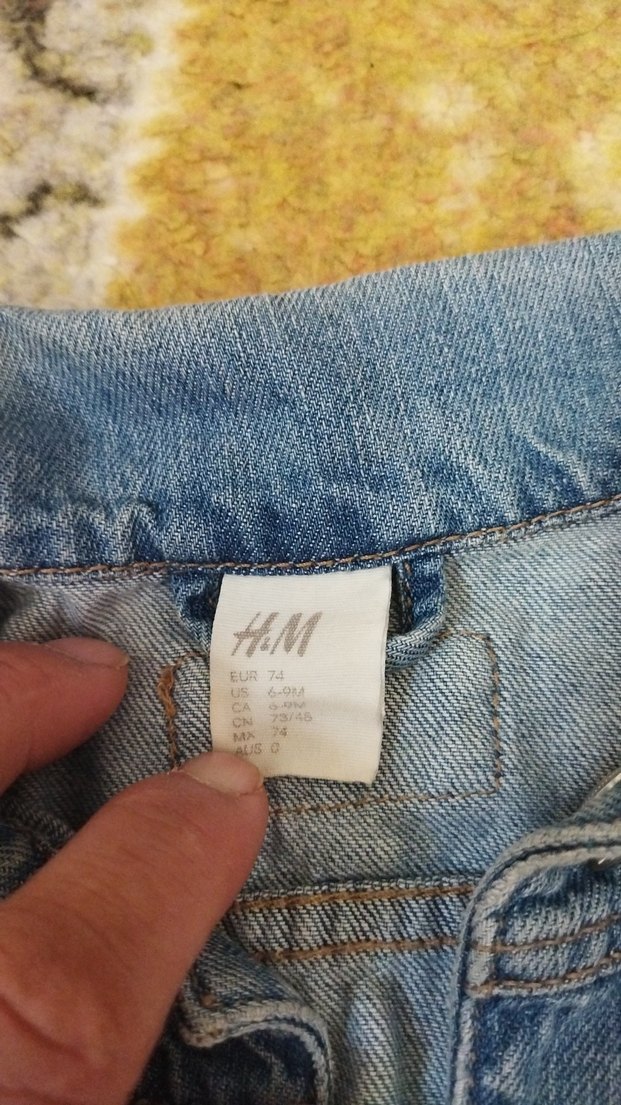 H&M
EUR 74
US 6-9M
CA 6-9M
CN 73/48
MX 74
AUS 0